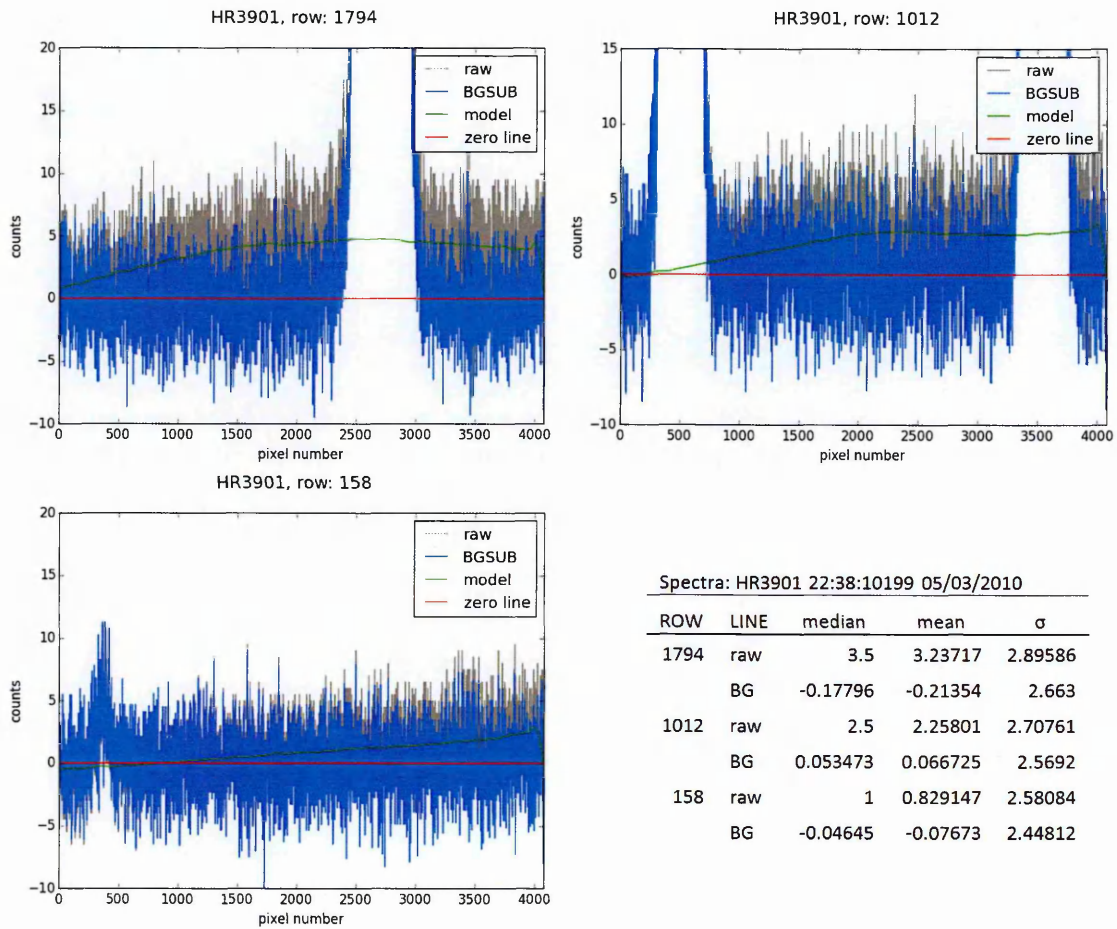 HR3901, row: 1794
20
15
10
5
0
−5
−10
counts
0 500 1000 1500 2000 2500 3000 3500 4000
pixel number
raw
BGSUB
model
zero line
HR3901, row: 1012
15
10
5
0
−5
−10
counts
0 500 1000 1500 2000 2500 3000 3500 4000
pixel number
raw
BGSUB
model
zero line
HR3901, row: 158
20
15
10
5
0
−5
−10
counts
0 500 1000 1500 2000 2500 3000 3500 4000
pixel number
raw
BGSUB
model
zero line
Spectra: HR3901 22:38:10199 05/03/2010
ROW LINE median mean σ
1794 raw 3.5 3.23717 2.89586
BG -0.17796 -0.21354 2.663
1012 raw 2.5 2.25801 2.70761
BG 0.053473 0.066725 2.5692
158 raw 1 0.829147 2.58084
BG -0.04645 -0.07673 2.44812